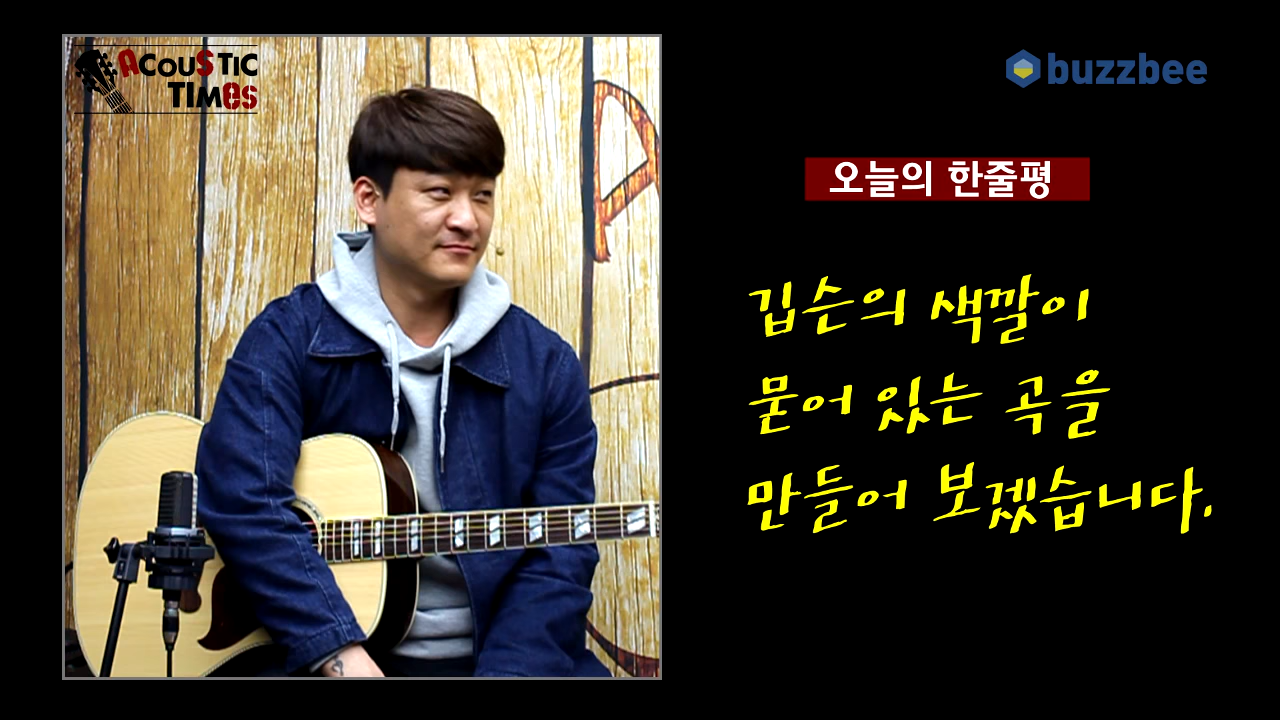 ACOUSTIC
TIMES
buzzbee
오늘의 한줄평
깁슨의 색깔이
묻어 있는 곡을
만들어 보겠습니다.